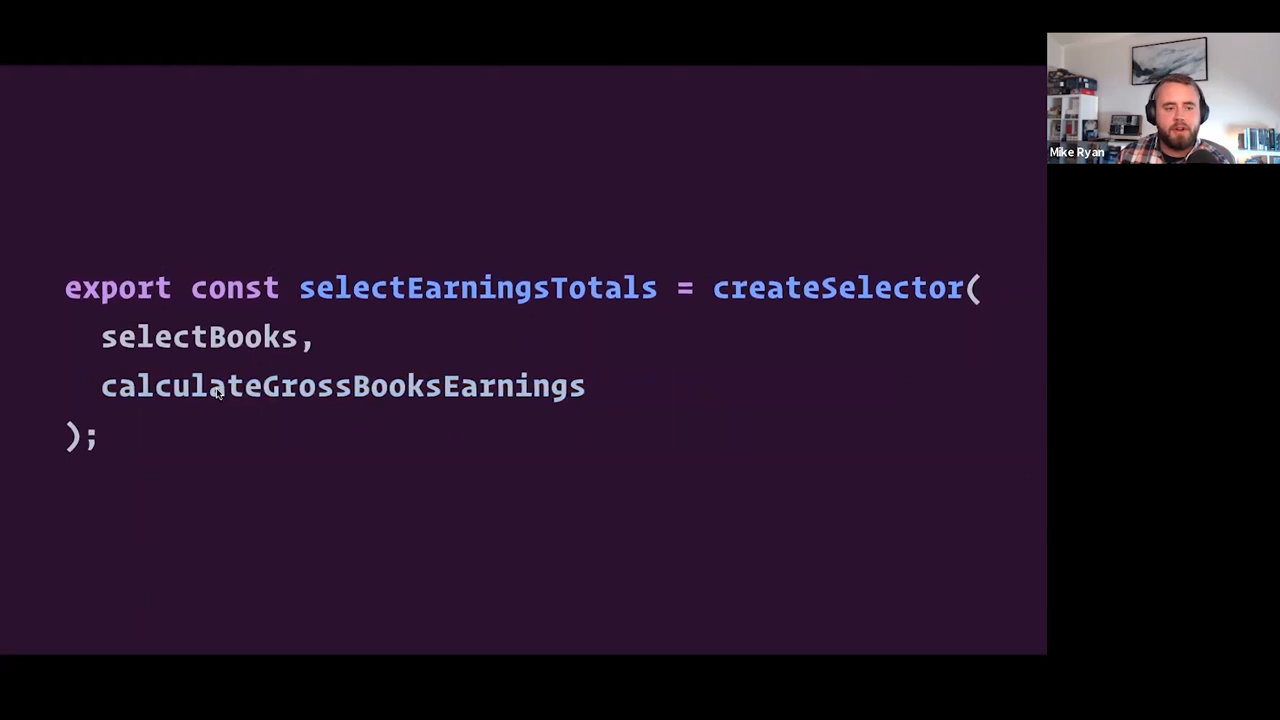 export const selectEarningsTotals = createSelector(
selectBooks,
calculateGrossBooksEarnings
);
Mike Ryan